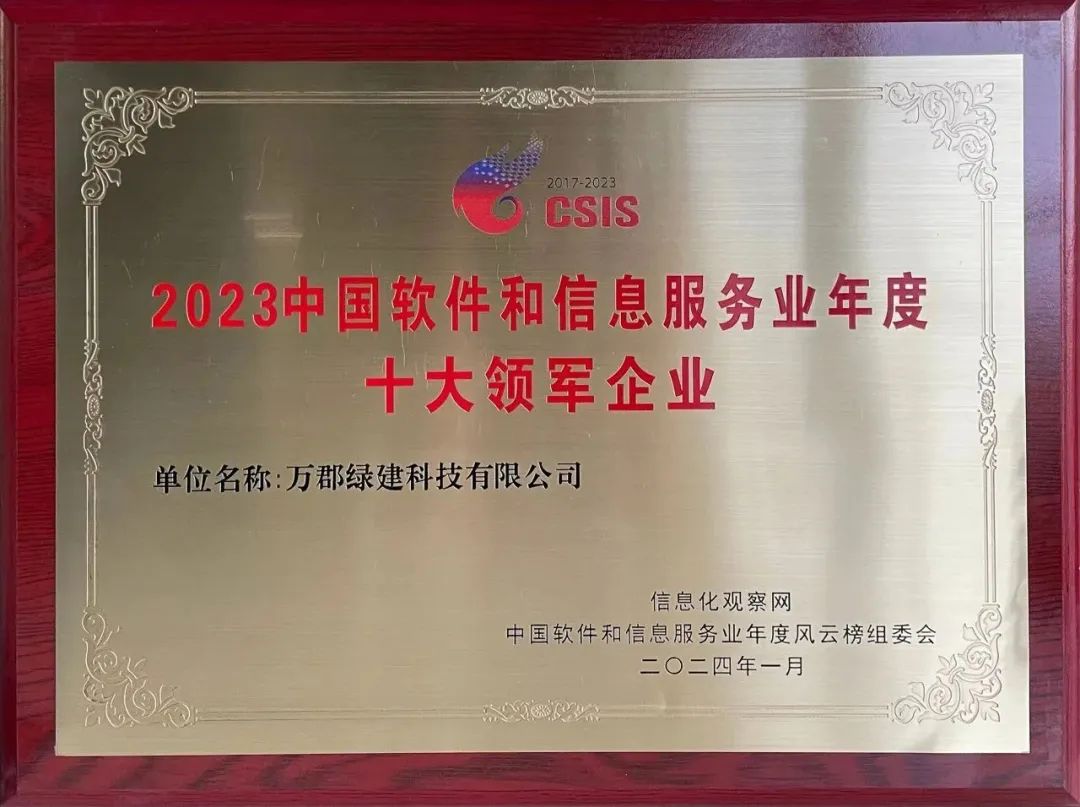 2017-2023
CSIS
2023中国软件和信息服务业年度
十大领军企业
单位名称:万郡绿建科技有限公司
信息化观察网
中国软件和信息服务业年度风云榜组委会
二〇二四年一月